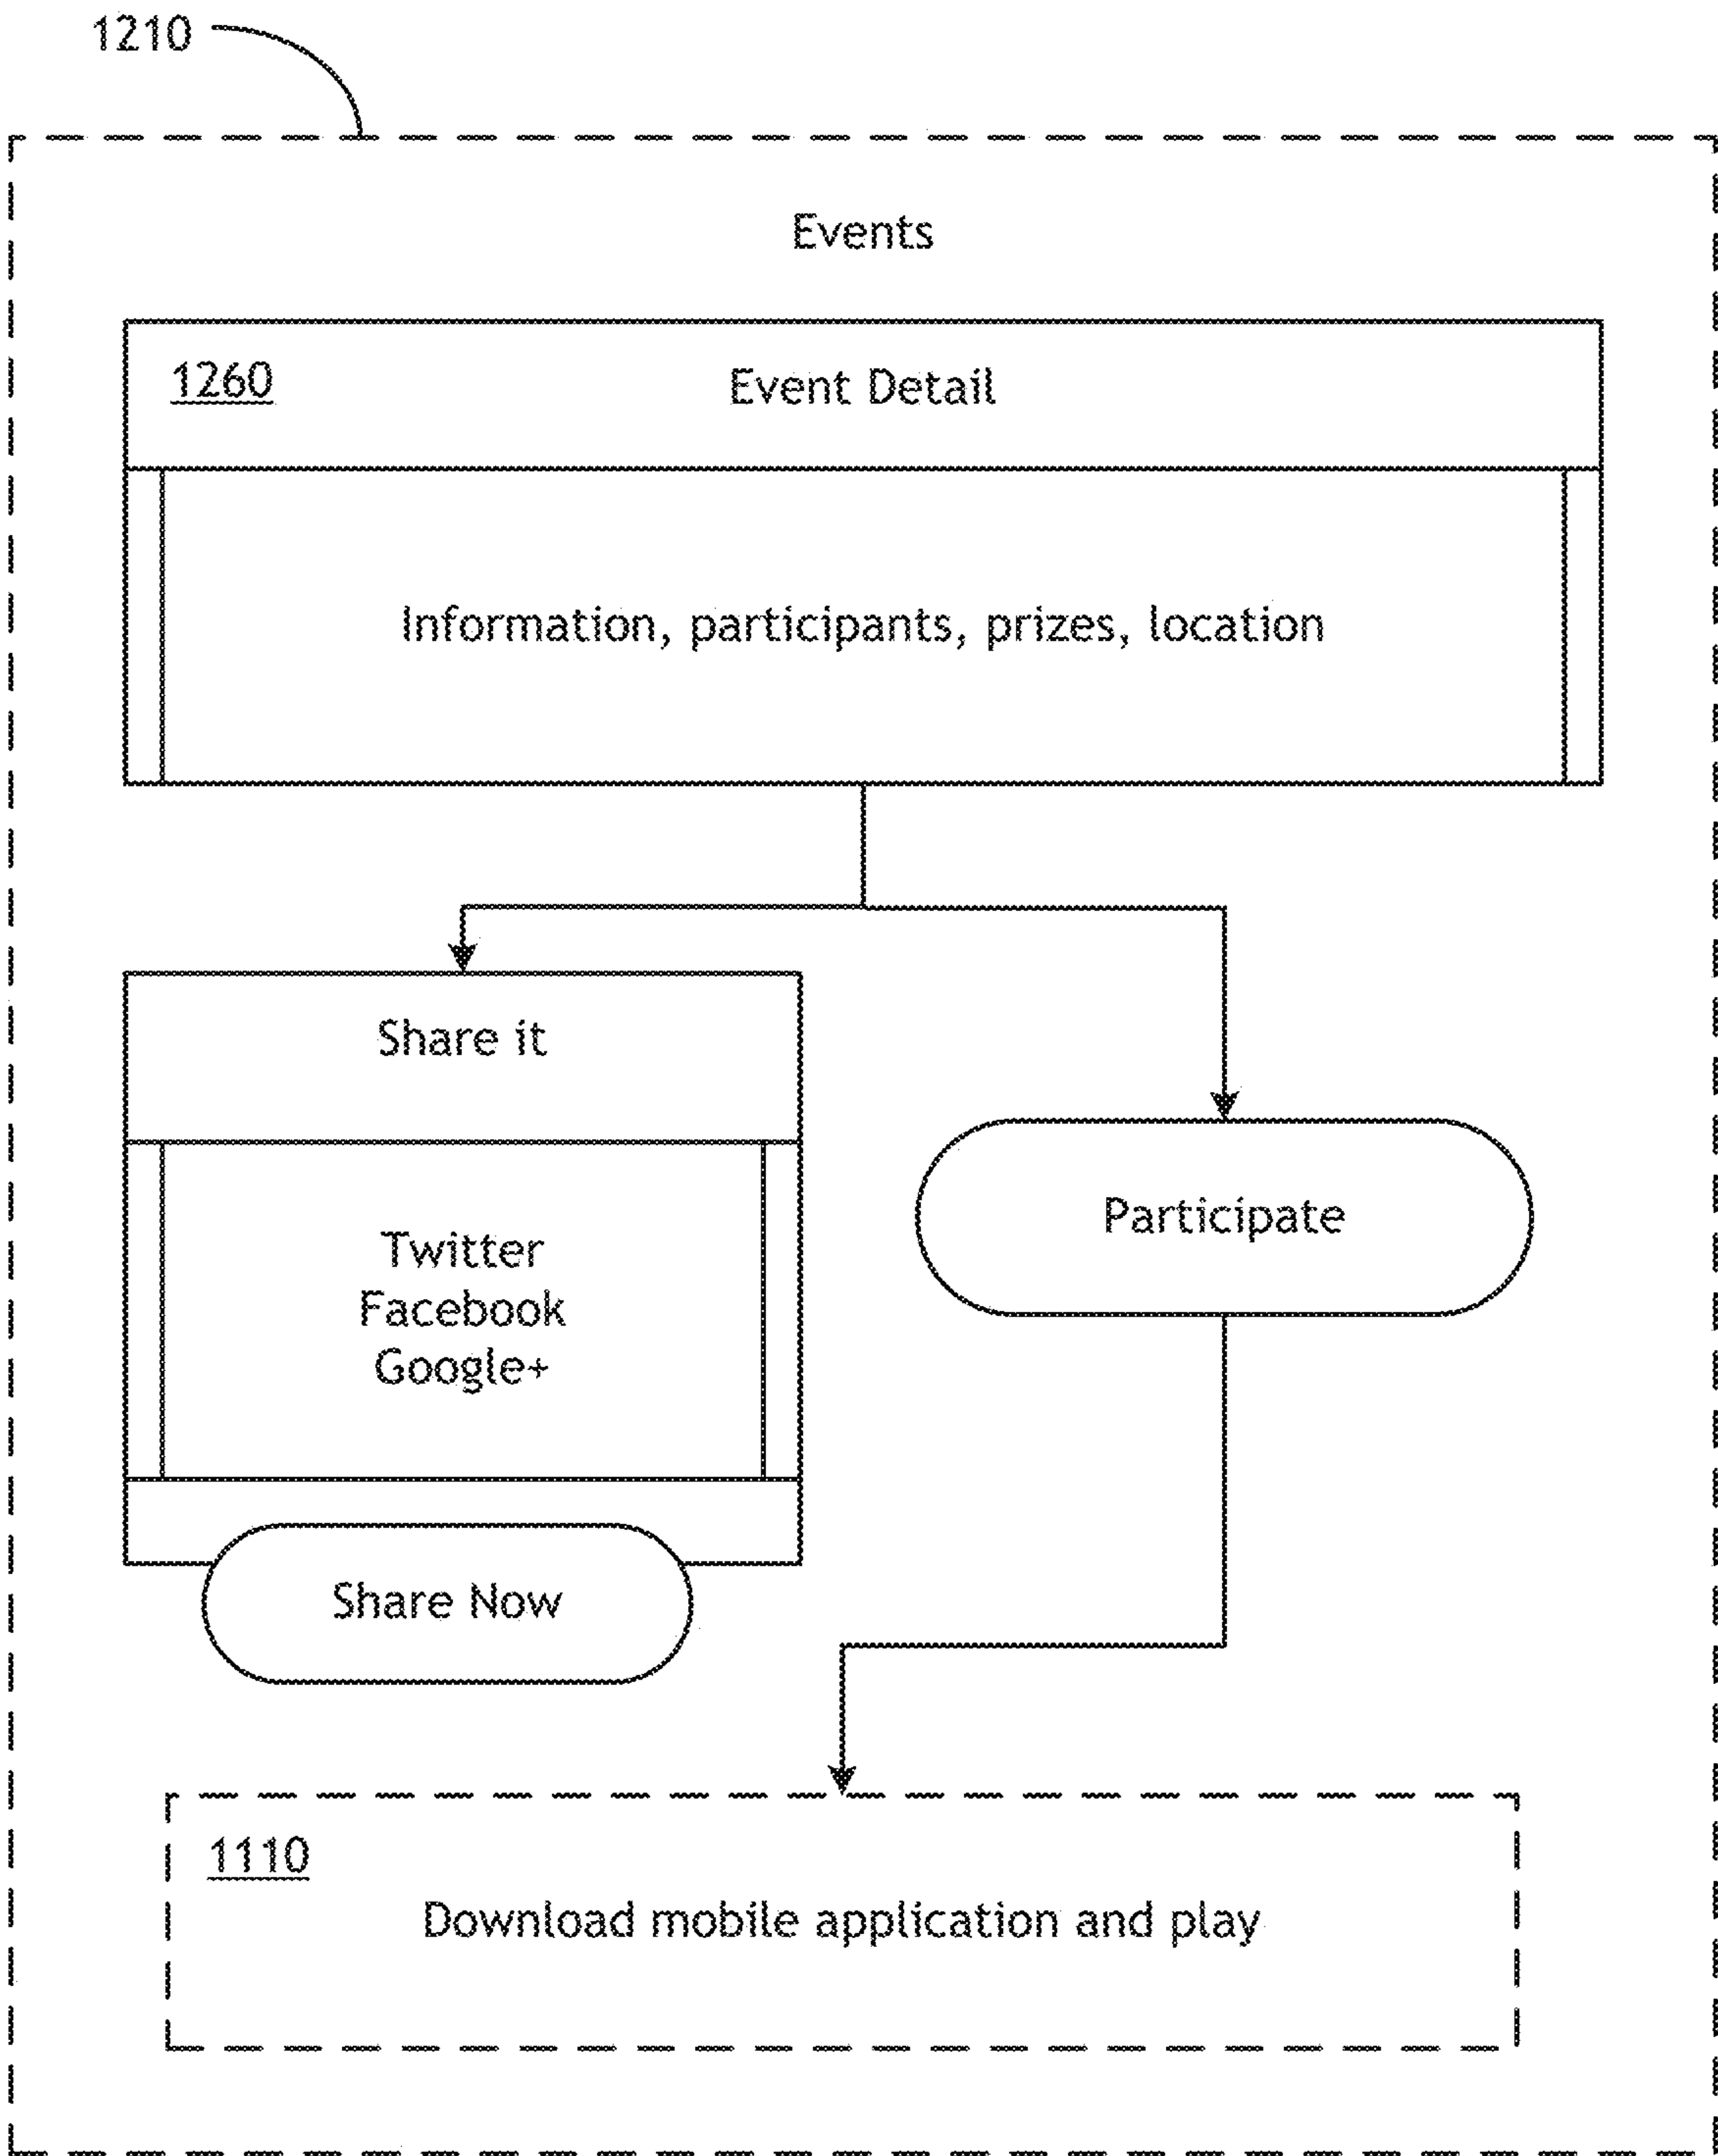 1210
Events
1260
Event Detail
Information, participants, prizes, location
Share it
Twitter
Facebook
Google+
Participate
Share Now
1110
Download mobile application and play